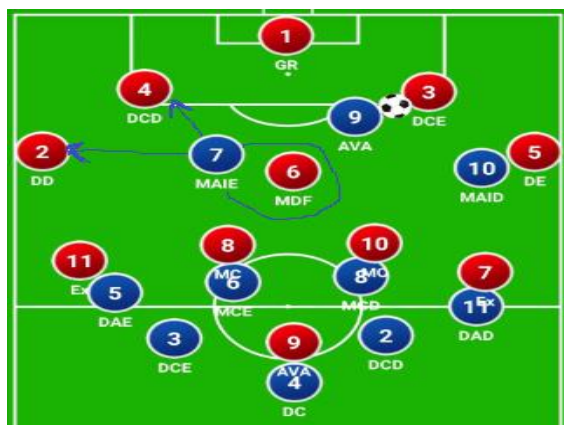 1
GR
4
DCD
3
DCE
9
AVA
2
DD
7
MAIE
6
MDF
10
MAID
5
DE
8
MC
10
MC
11
Ex
7
Ex
5
DAE
6
MCE
8
MCD
11
DAD
3
DCE
9
AVA
2
DCD
4
DC